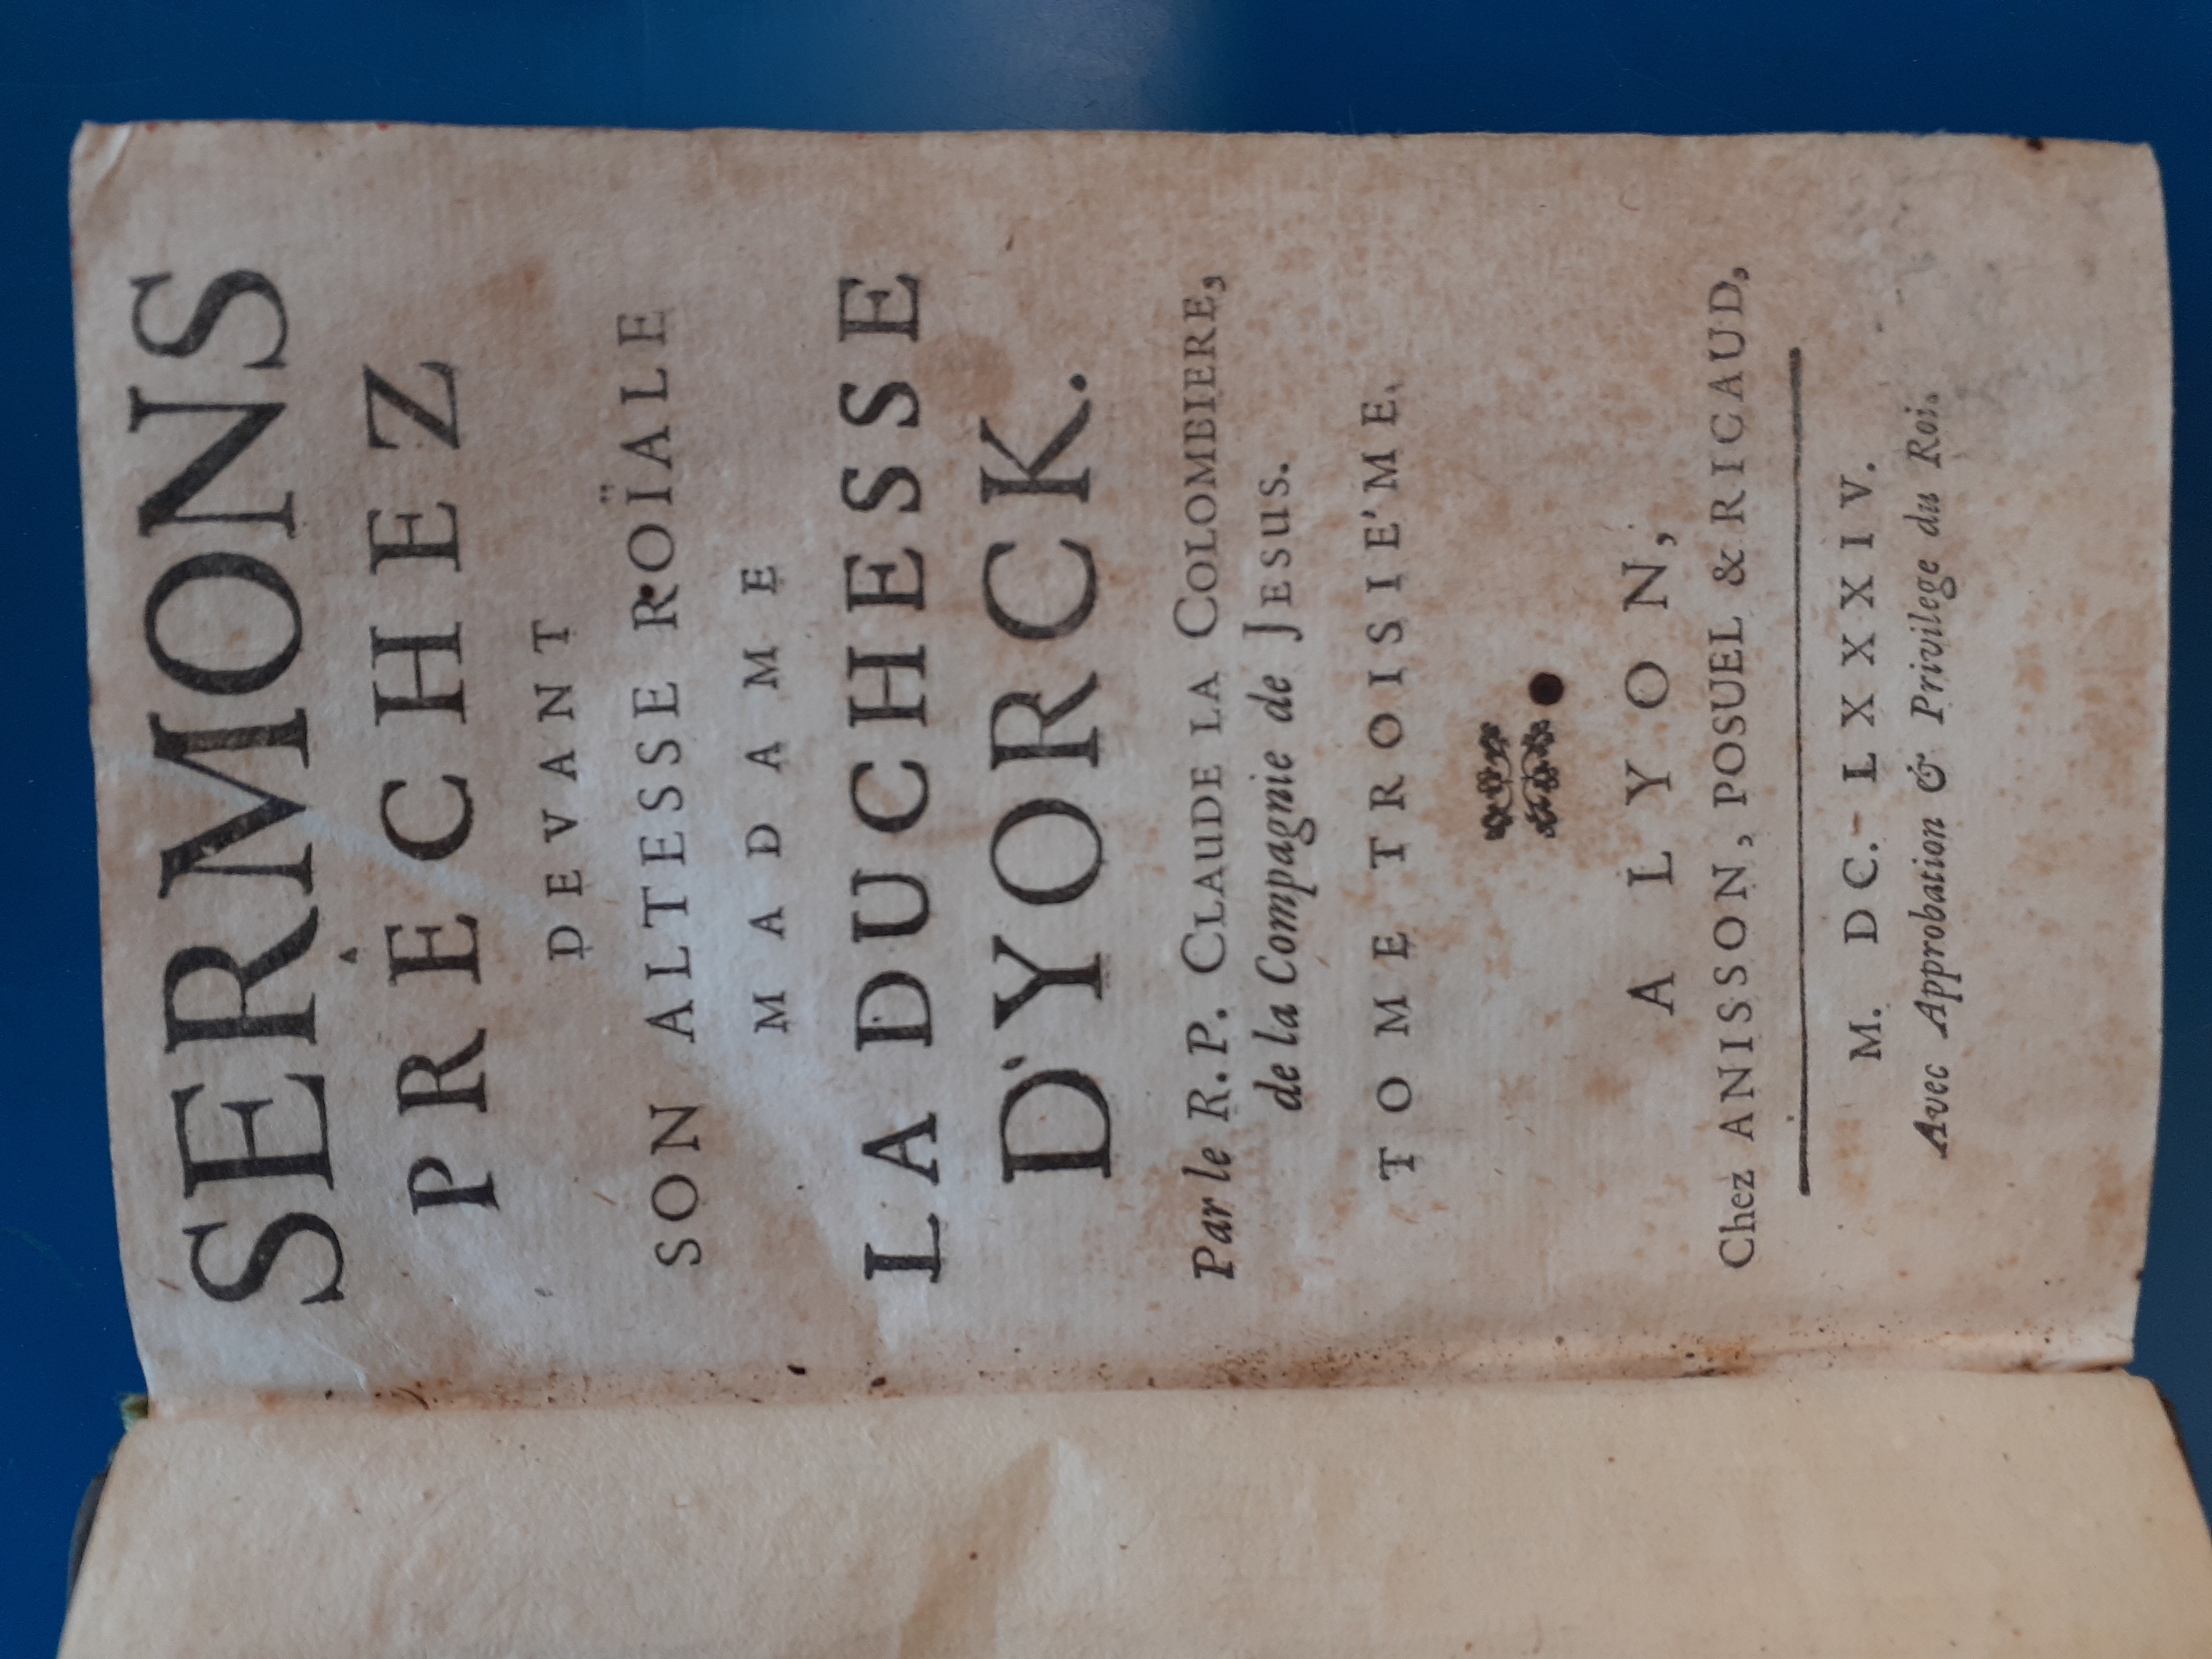 SERMONS
PRÊCHEZ
DEVANT
SON ALTESSE ROÏALE
MADAME
LA DUCHESSE
D'YORCK.
Par le R. P. CLAUDE LA COLOMBIERE,
de la Compagnie de JESUS.
TOME TROISIE'ME.
A LYON,
Chez ANISSON, POSUEL & RICAUD,
M. DC. LXXXIV.
Avec Approbation & Privilege du Roi.